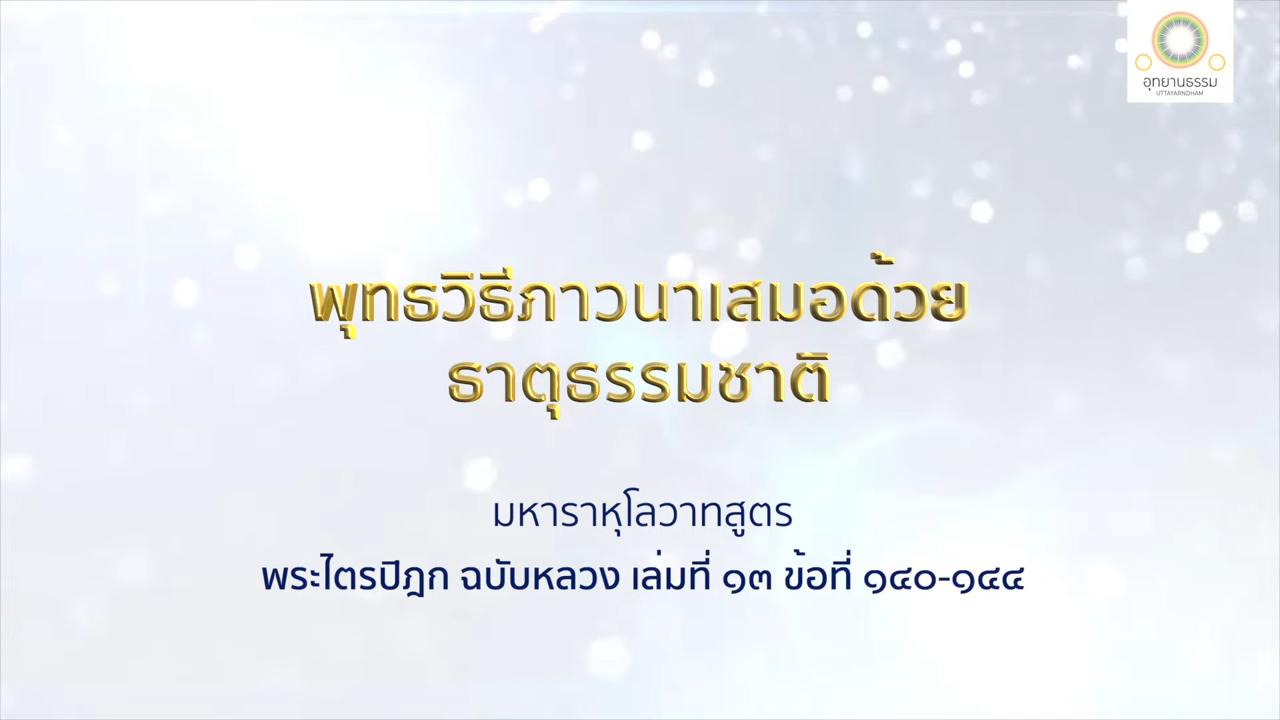 อุทยานธรรม
UTTAYARNDHAM
พุทธวิธีภาวนาเสมอด้วย
ธาตุธรรมชาติ
มหาราหุโลวาทสูตร
พระไตรปิฎก ฉบับหลวง เล่มที่ ๑๓ ข้อที่ ๑๔๐-๑๔๔